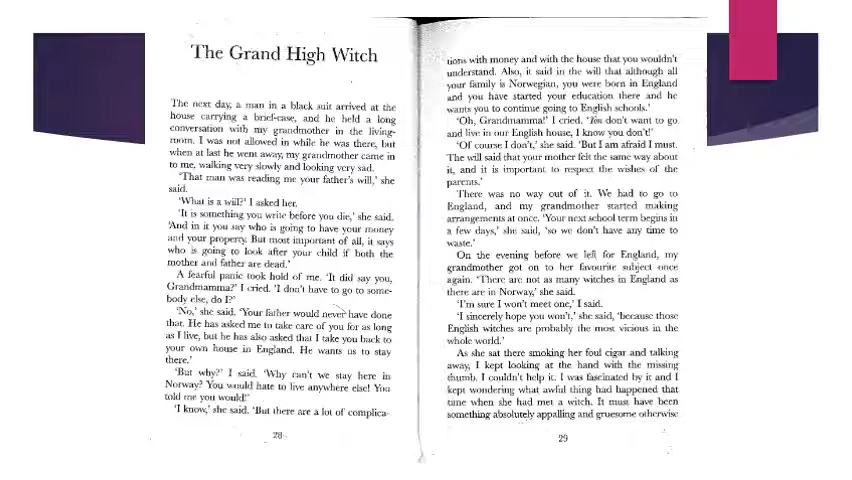 The Grand High Witch
The next day, a man in a black suit arrived at the
house carrying a brief-case, and he held a long
conversation with my grandmother in the living-
room. I was not allowed in while he was there, but
when at last he went away, my grandmother came in
to me, walking very slowly and looking very sad.
'That man was reading me your father's will,' she
said.
'What is a will?' I asked her.
'It is something you write before you die,' she said.
'And in it you say who is going to have your money
and your property. But most important of all, it says
who is going to look after your child if both the
mother and father are dead.'
A fearful panic took hold of me. 'It did say you,
Grandmamma?' I cried. 'I don't have to go to some-
body else, do I?'
'No,' she said. 'Your father would never have done
that. He has asked me to take care of you for as long
as I live, but he has also asked that I take you back to
your own house in England. He wants us to stay
there.'
'But why?' I said. 'Why can't we stay here in
Norway? You would hate to live anywhere else! You
told me you would!'
'I know,' she said. 'But there are a lot of complica-
28
tions with money and with the house that you wouldn't
understand. Also, it said in the will that although all
your family is Norwegian, you were born in England
and you have started your education there and he
wants you to continue going to English schools.'
'Oh, Grandmamma!' I cried. 'You don't want to go
and live in our English house, I know you don't!'
'Of course I don't,' she said. 'But I am afraid I must.
The will said that your mother felt the same way about
it, and it is important to respect the wishes of the
parents.'
There was no way out of it. We had to go to
England, and my grandmother started making
arrangements at once. 'Your next school term begins in
a few days,' she said, 'so we don't have any time to
waste.'
On the evening before we left for England, my
grandmother got on to her favourite subject once
again. 'There are not as many witches in England as
there are in Norway,' she said.
'I'm sure I won't meet one,' I said.
'I sincerely hope you won't,' she said, 'because those
English witches are probably the most vicious in the
whole world.'
As she sat there smoking her foul cigar and talking
away, I kept looking at the hand with the missing
thumb. I couldn't help it. I was fascinated by it and I
kept wondering what awful thing had happened that
time when she had met a witch. It must have been
something absolutely appalling and gruesome otherwise
29